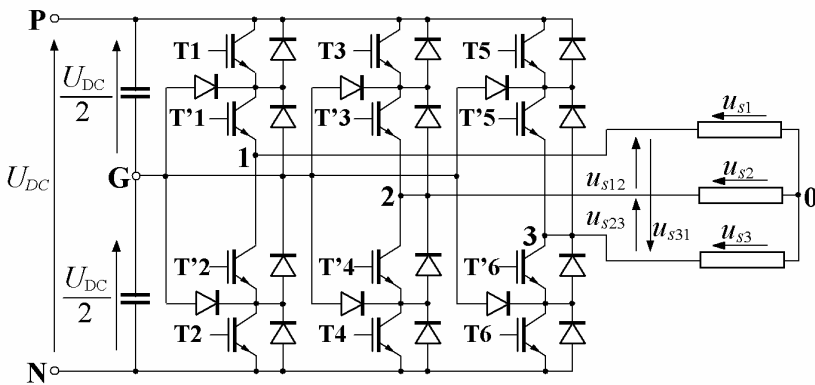 P
T1
T3
T5
U_DC
2
T'1
T'3
T'5
u_s1
1
U_DC
G
2
u_s12
u_s2
0
3
u_s23
u_s31
u_s3
U_DC
2
T'2
T'4
T'6
T2
T4
T6
N